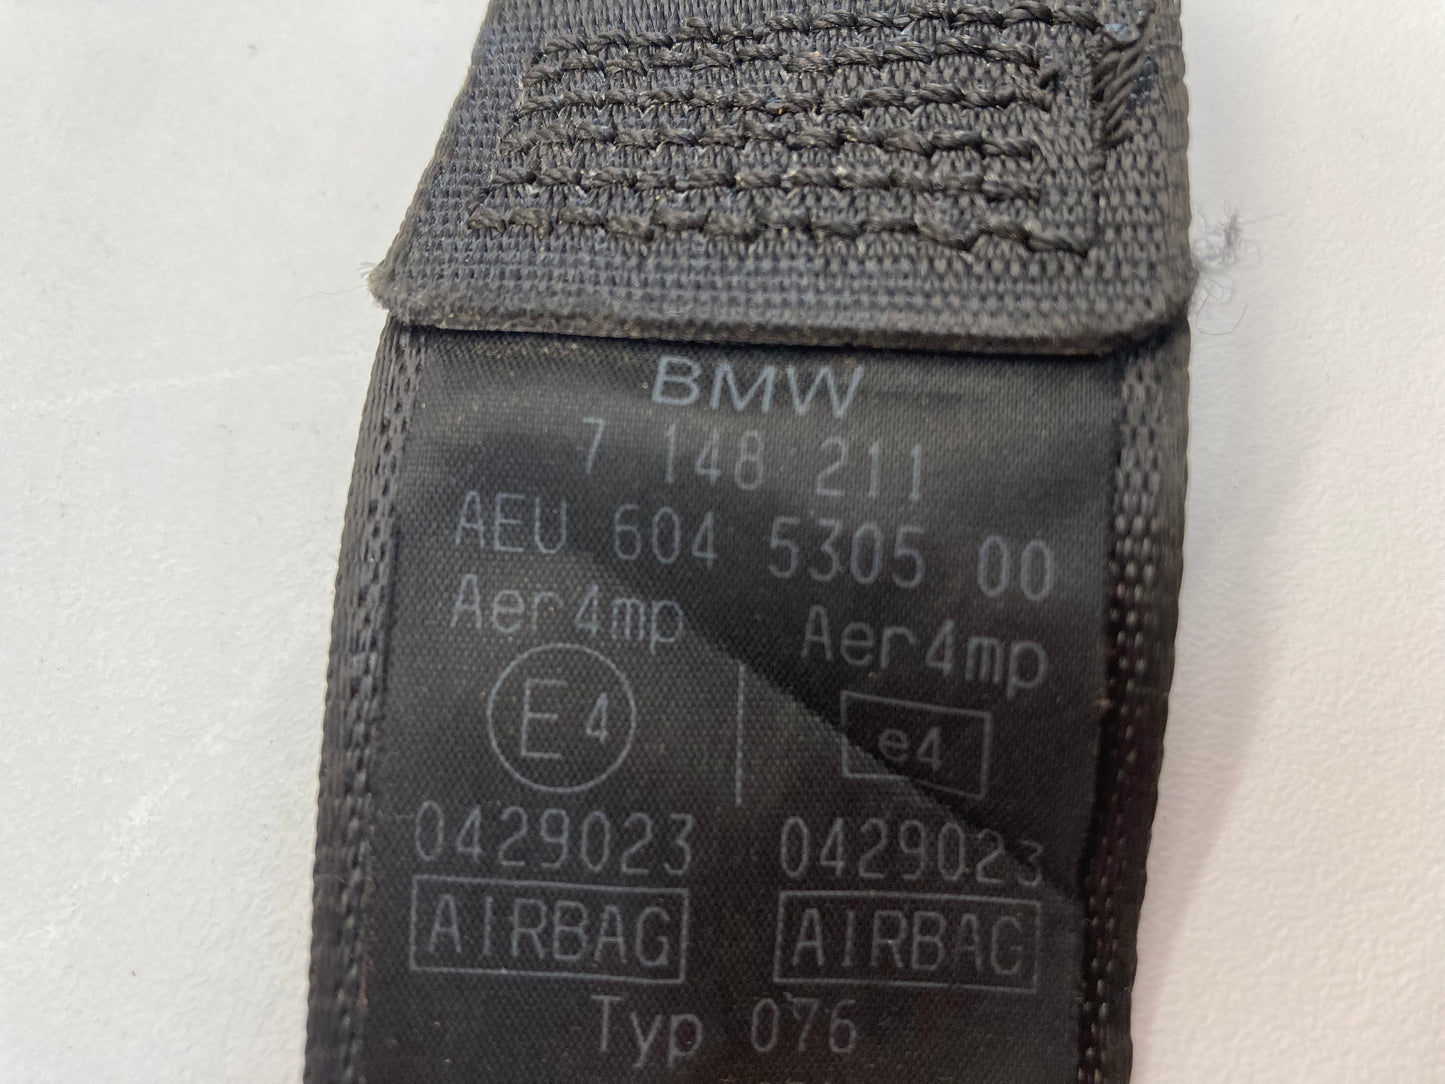 BMW
7 148 211
AEU 604 5305 00
Aer4mp Aer4mp
E4 e4
0429023 0429023
AIRBAG AIRBAG
Typ 076